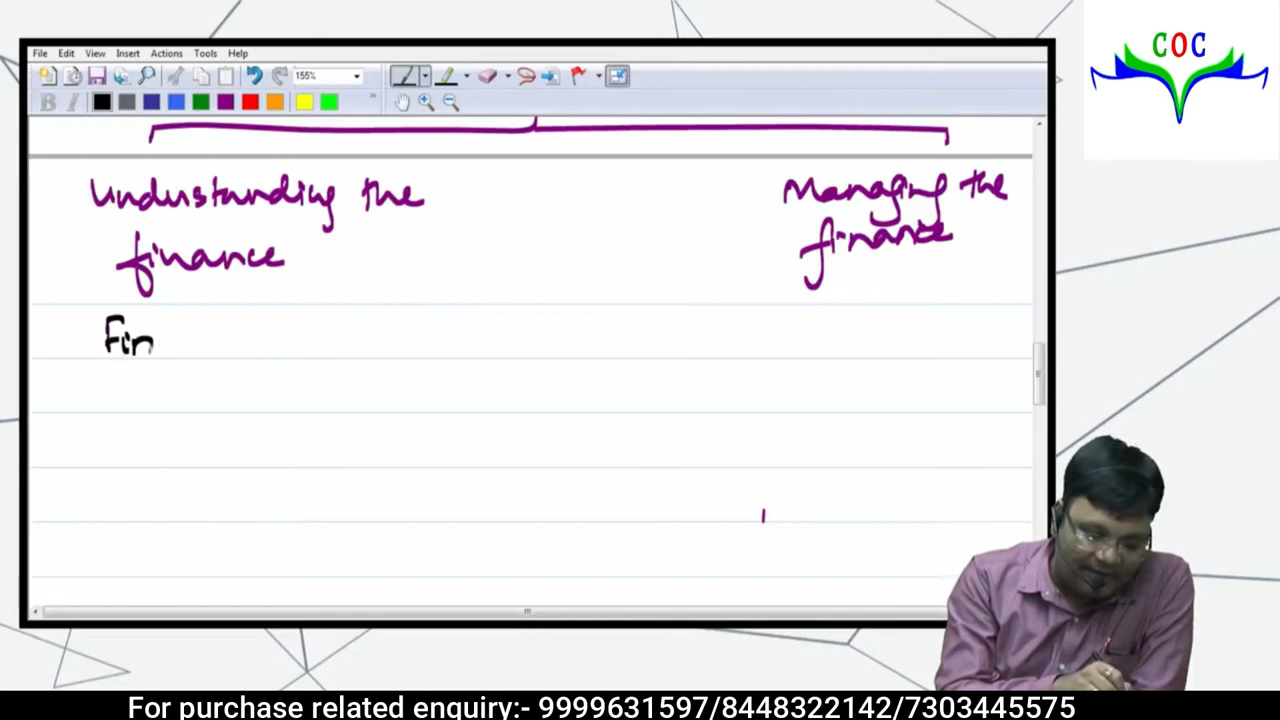 COC
File Edit View Insert Actions Tools Help
155%
B I
Understanding the
finance
Managing the
finance
Fin
For purchase related enquiry:- 9999631597/8448322142/7303445575